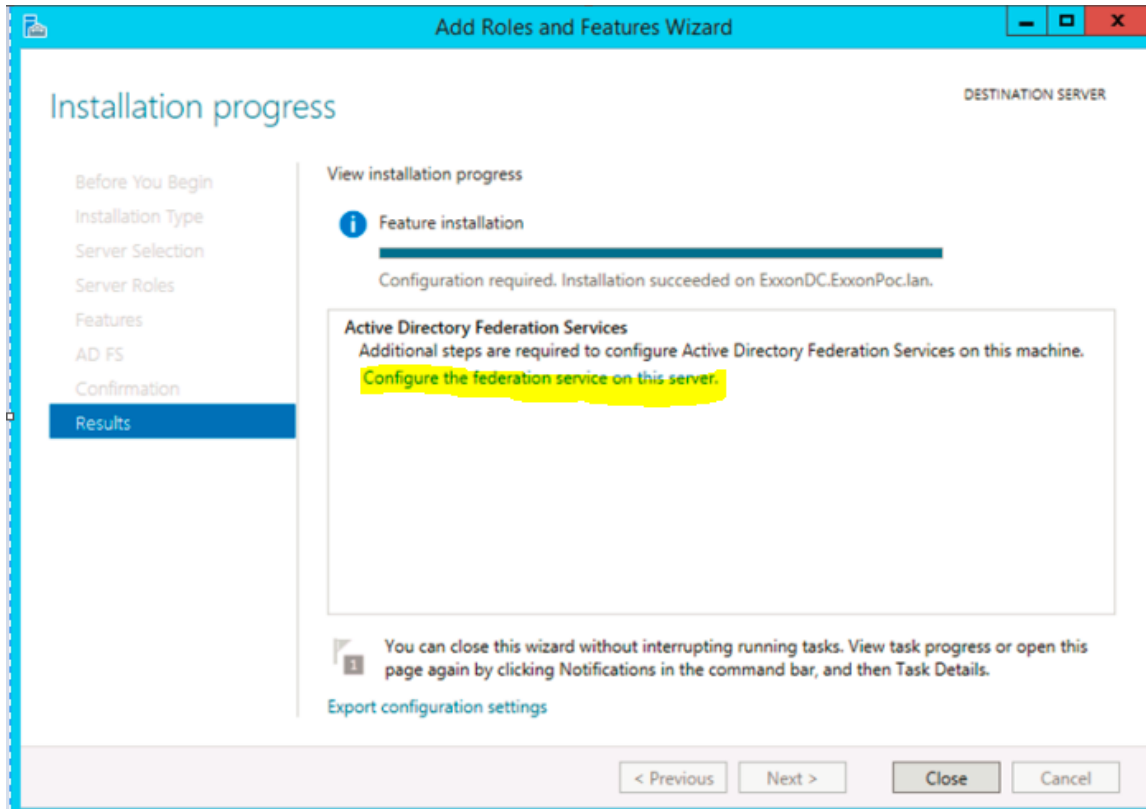 Add Roles and Features Wizard
Installation progress
DESTINATION SERVER
Before You Begin
Installation Type
Server Selection
Server Roles
Features
AD FS
Confirmation
Results
View installation progress
Feature installation
Configuration required. Installation succeeded on ExxonDC.ExxonPoc.lan.
Active Directory Federation Services
Additional steps are required to configure Active Directory Federation Services on this machine.
Configure the federation service on this server.
1
You can close this wizard without interrupting running tasks. View task progress or open this
page again by clicking Notifications in the command bar, and then Task Details.
Export configuration settings
< Previous
Next >
Close
Cancel